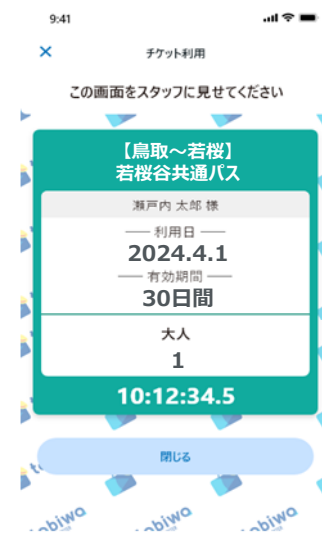 9:41
チケット利用
この画面をスタッフに見せてください
【鳥取～若桜】
若桜谷共通パス
瀬戸内 太郎 様
利用日
2024.4.1
有効期間
30日間
大人
1
10:12:34.5
閉じる